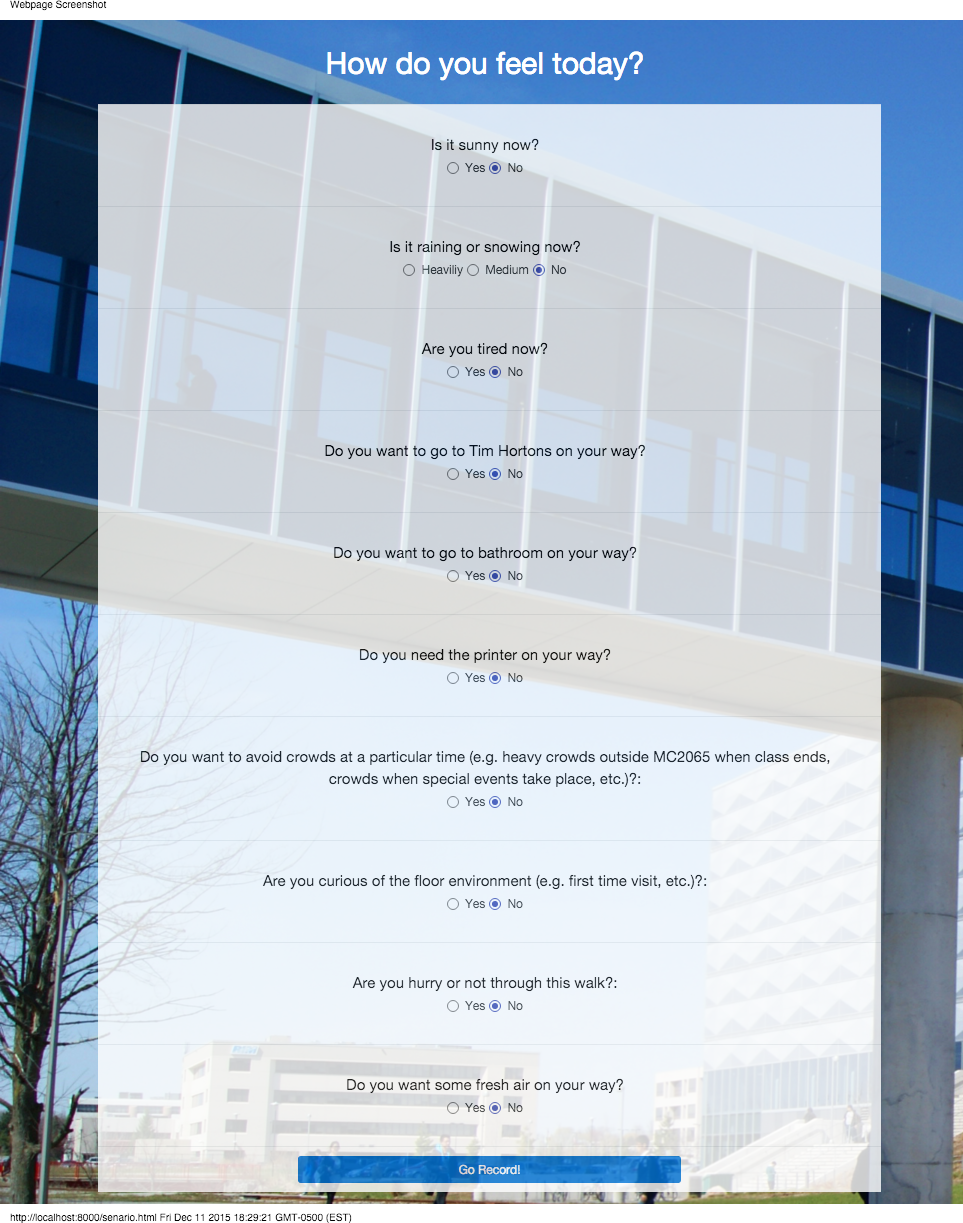 Webpage Screenshot
How do you feel today?
Is it sunny now?
Yes No
Is it raining or snowing now?
Heaviliy Medium No
Are you tired now?
Yes No
Do you want to go to Tim Hortons on your way?
Yes No
Do you want to go to bathroom on your way?
Yes No
Do you need the printer on your way?
Yes No
Do you want to avoid crowds at a particular time (e.g. heavy crowds outside MC2065 when class ends,
crowds when special events take place, etc.)?:
Yes No
Are you curious of the floor environment (e.g. first time visit, etc.)?:
Yes No
Are you hurry or not through this walk?:
Yes No
Do you want some fresh air on your way?
Yes No
Go Record!
http://localhost:8000/senario.html Fri Dec 11 2015 18:29:21 GMT-0500 (EST)